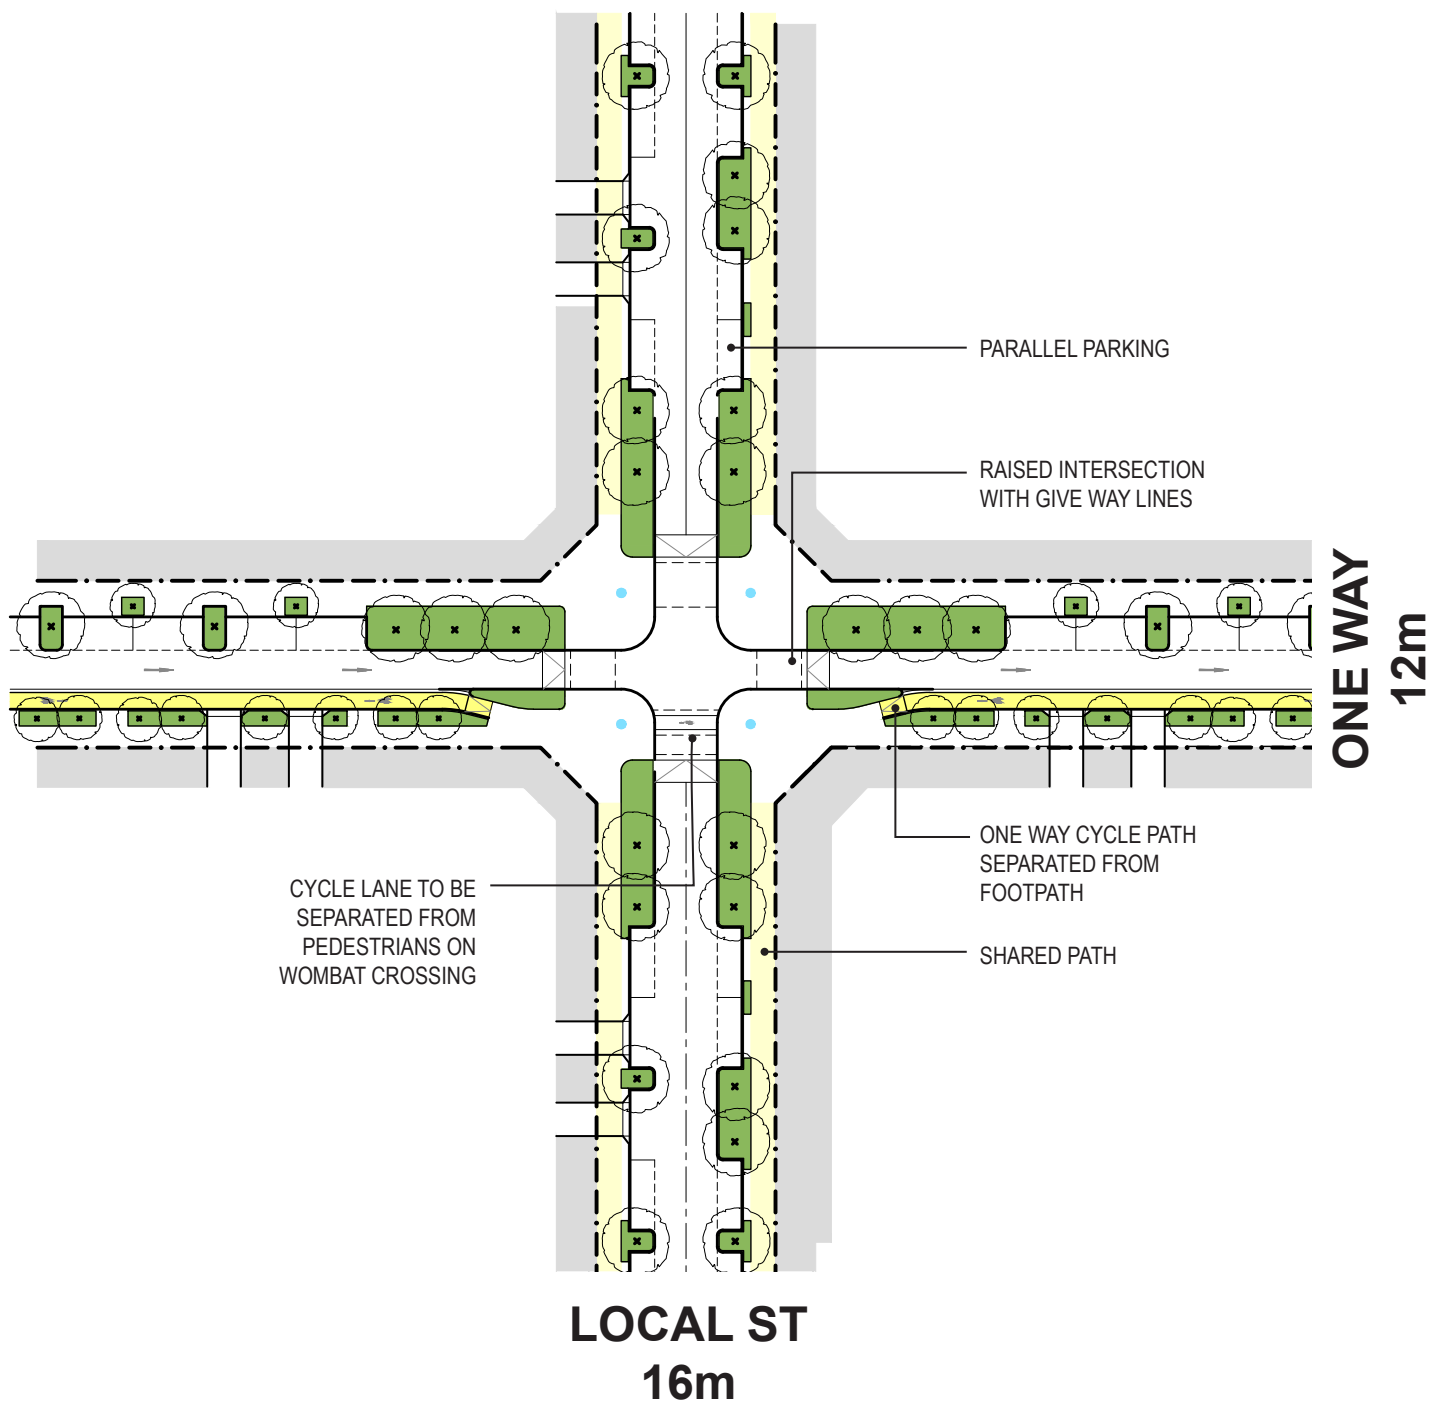 PARALLEL PARKING
RAISED INTERSECTION
WITH GIVE WAY LINES
ONE WAY
12m
ONE WAY CYCLE PATH
SEPARATED FROM
FOOTPATH
CYCLE LANE TO BE
SEPARATED FROM
PEDESTRIANS ON
WOMBAT CROSSING
SHARED PATH
LOCAL ST
16m